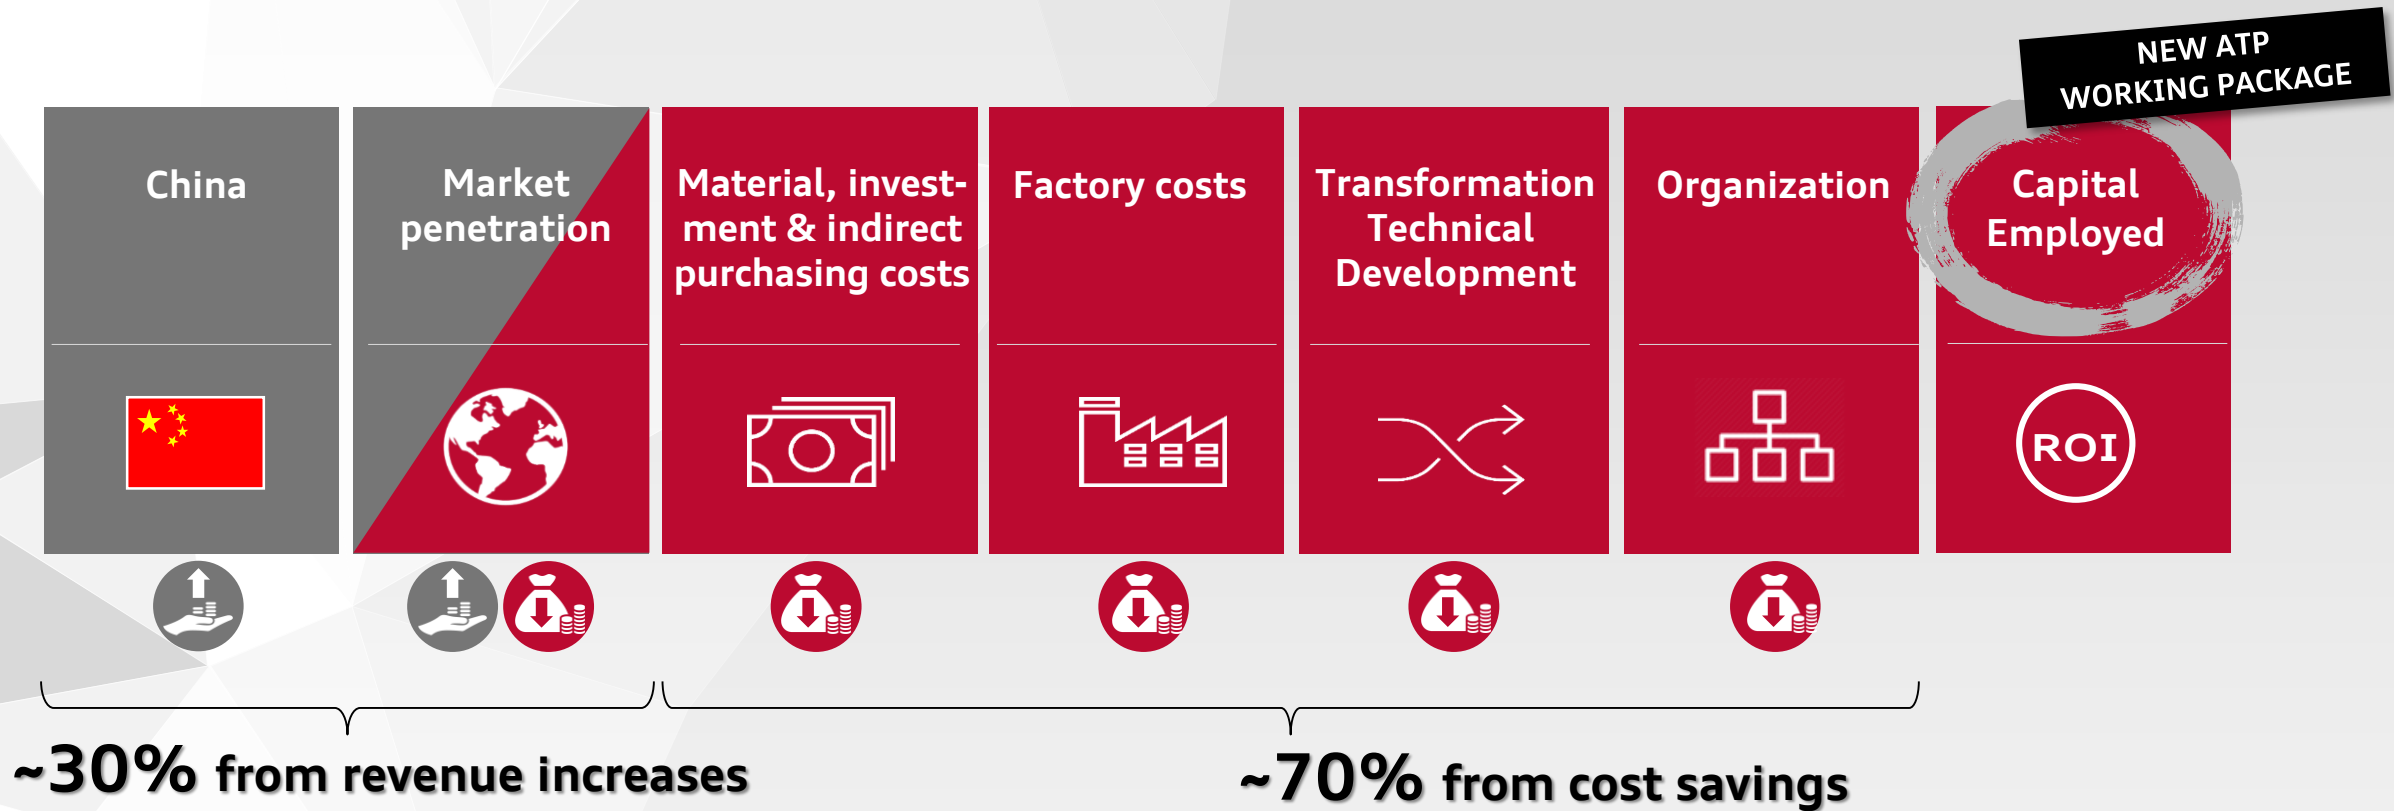 NEW ATP
WORKING PACKAGE
China
Market
penetration
Material, invest-
ment & indirect
purchasing costs
Factory costs
Transformation
Technical
Development
Organization
Capital
Employed
ROI
~30% from revenue increases
~70% from cost savings